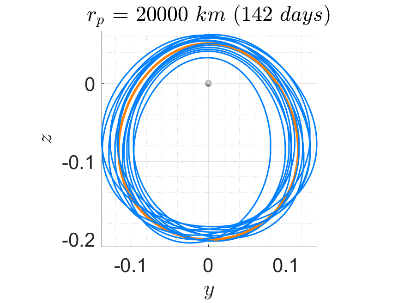 r_p = 20000 km (142 days)
0
-0.1
-0.2
z
-0.1
0
0.1
y